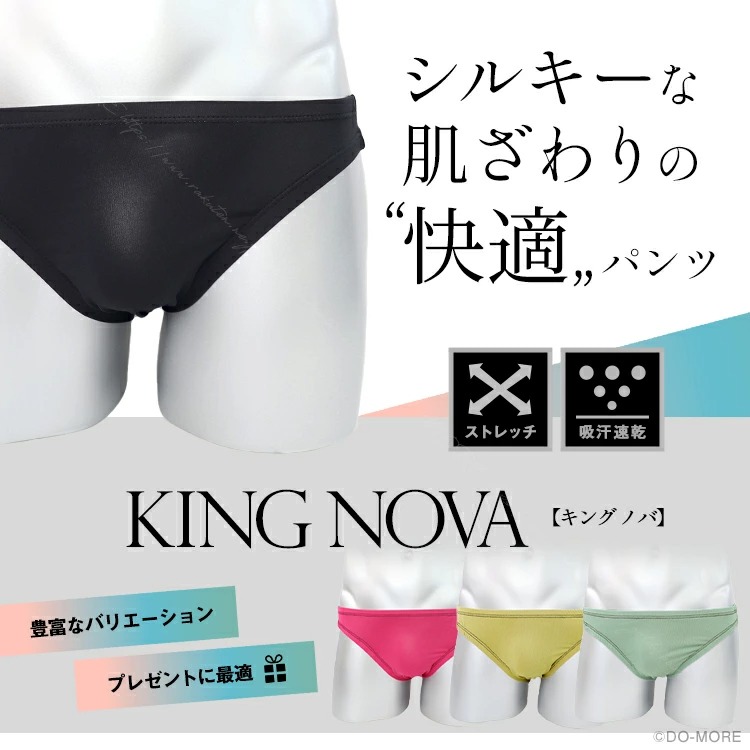 シルキーな
肌ざわりの
“快適„パンツ
ストレッチ
吸汗速乾
KING NOVA【キング ノバ】
豊富なバリエーション
プレゼントに最適
©DO-MORE